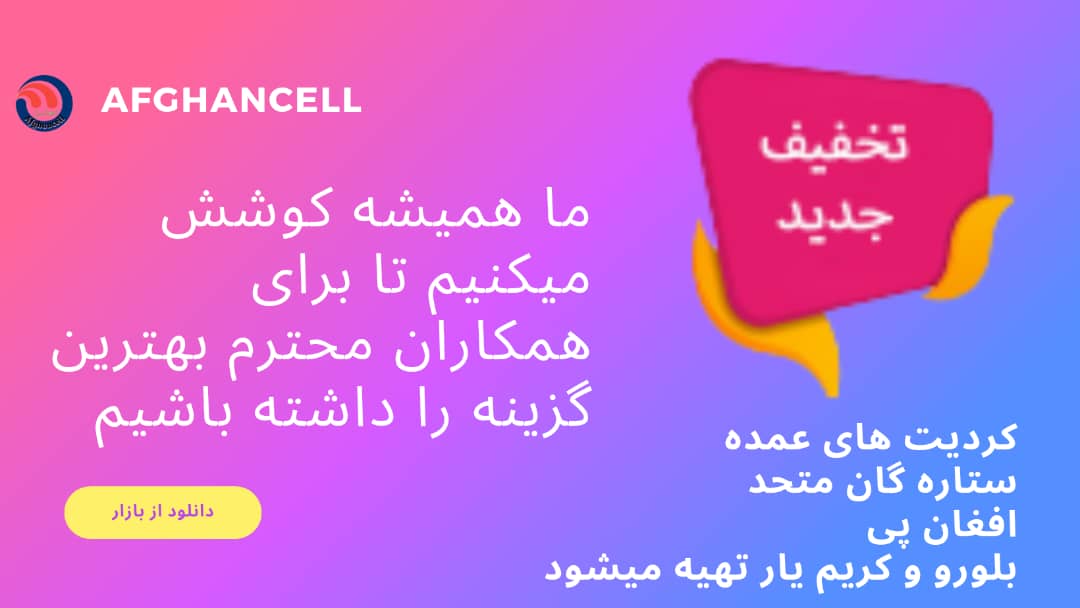 AFGHANCELL
تخفیف
جدید
ما همیشه کوشش
میکنیم تا برای
همکاران محترم بهترین
گزینه را داشته باشیم
دانلود از بازار
کردیت های عمده
ستاره گان متحد
افغان پی
بلورو و کریم یار تهیه میشود